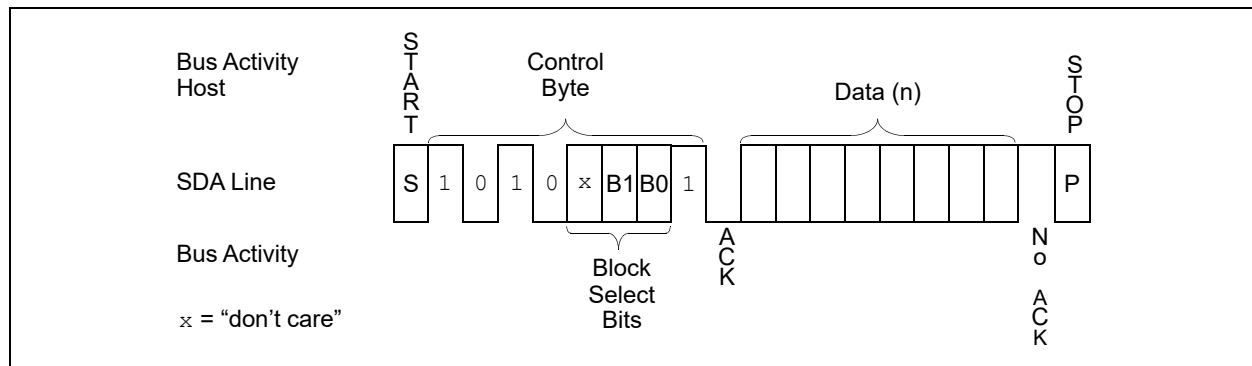 Bus Activity
Host
START
Control
Byte
Data (n)
STOP
SDA Line
S 1 0 1 0 x B1 B0 1 P
Bus Activity
Block
Select
Bits
ACK
No ACK
x = “don’t care”